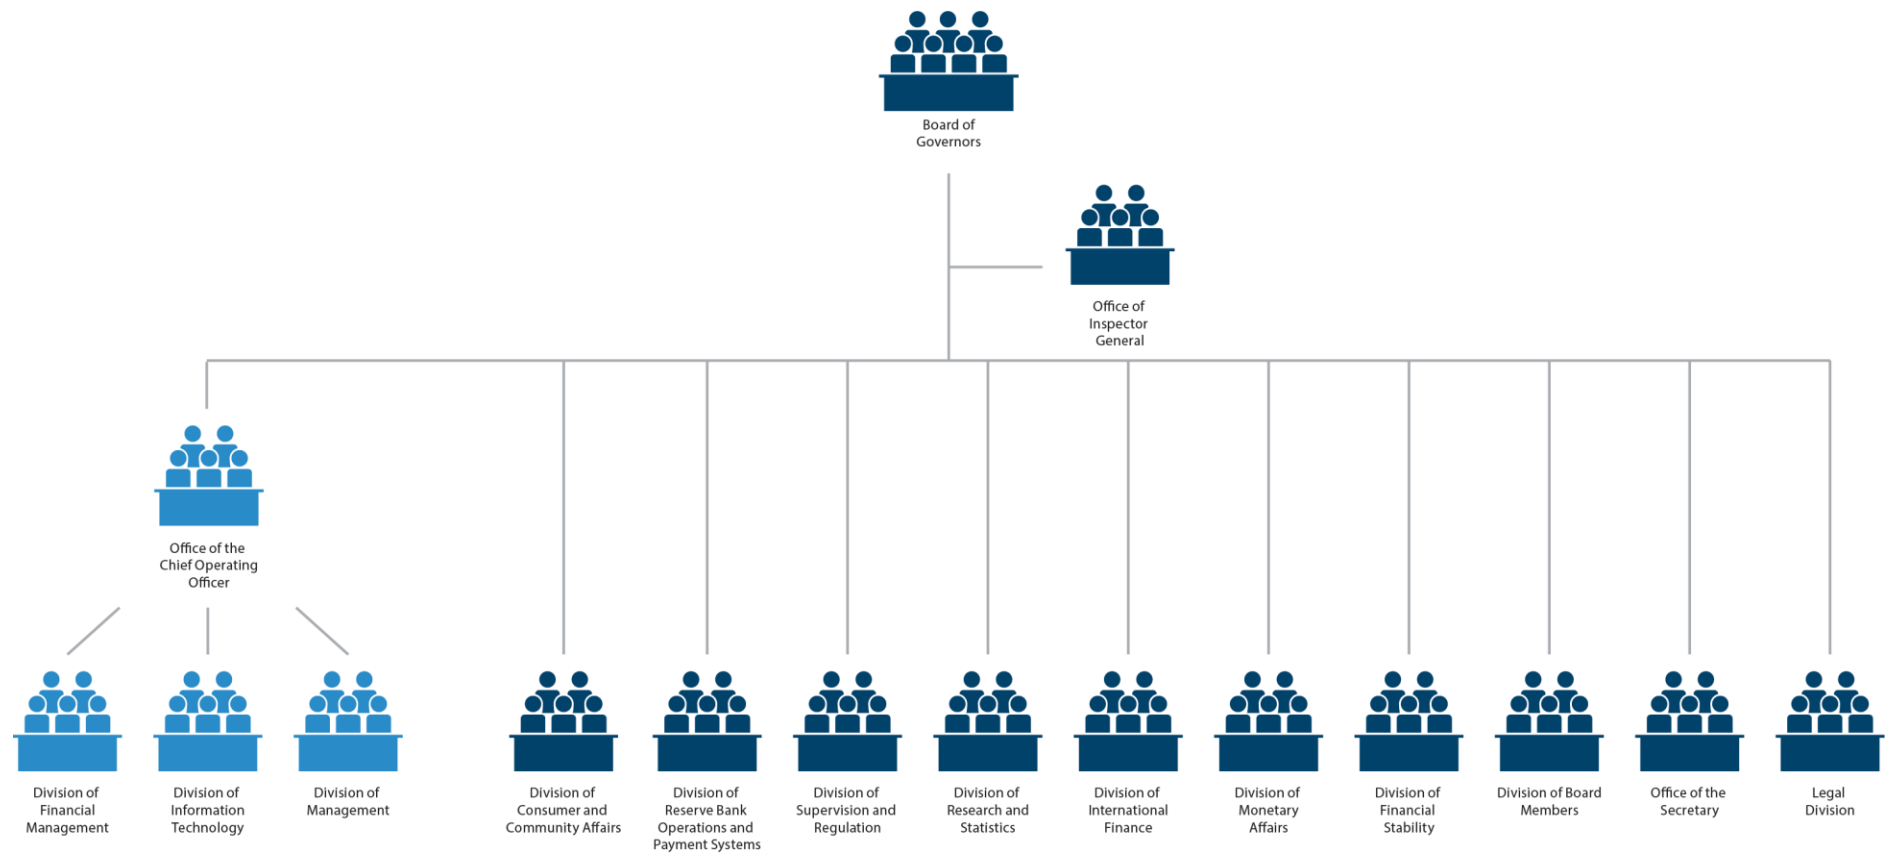 Board of
Governors
Office of
Inspector
General
Office of the
Chief Operating
Officer
Division of
Financial
Management
Division of
Information
Technology
Division of
Management
Division of
Consumer and
Community Affairs
Division of
Reserve Bank
Operations and
Payment Systems
Division of
Supervision and
Regulation
Division of
Research and
Statistics
Division of
International
Finance
Division of
Monetary
Affairs
Division of
Financial
Stability
Division of Board
Members
Office of the
Secretary
Legal
Division